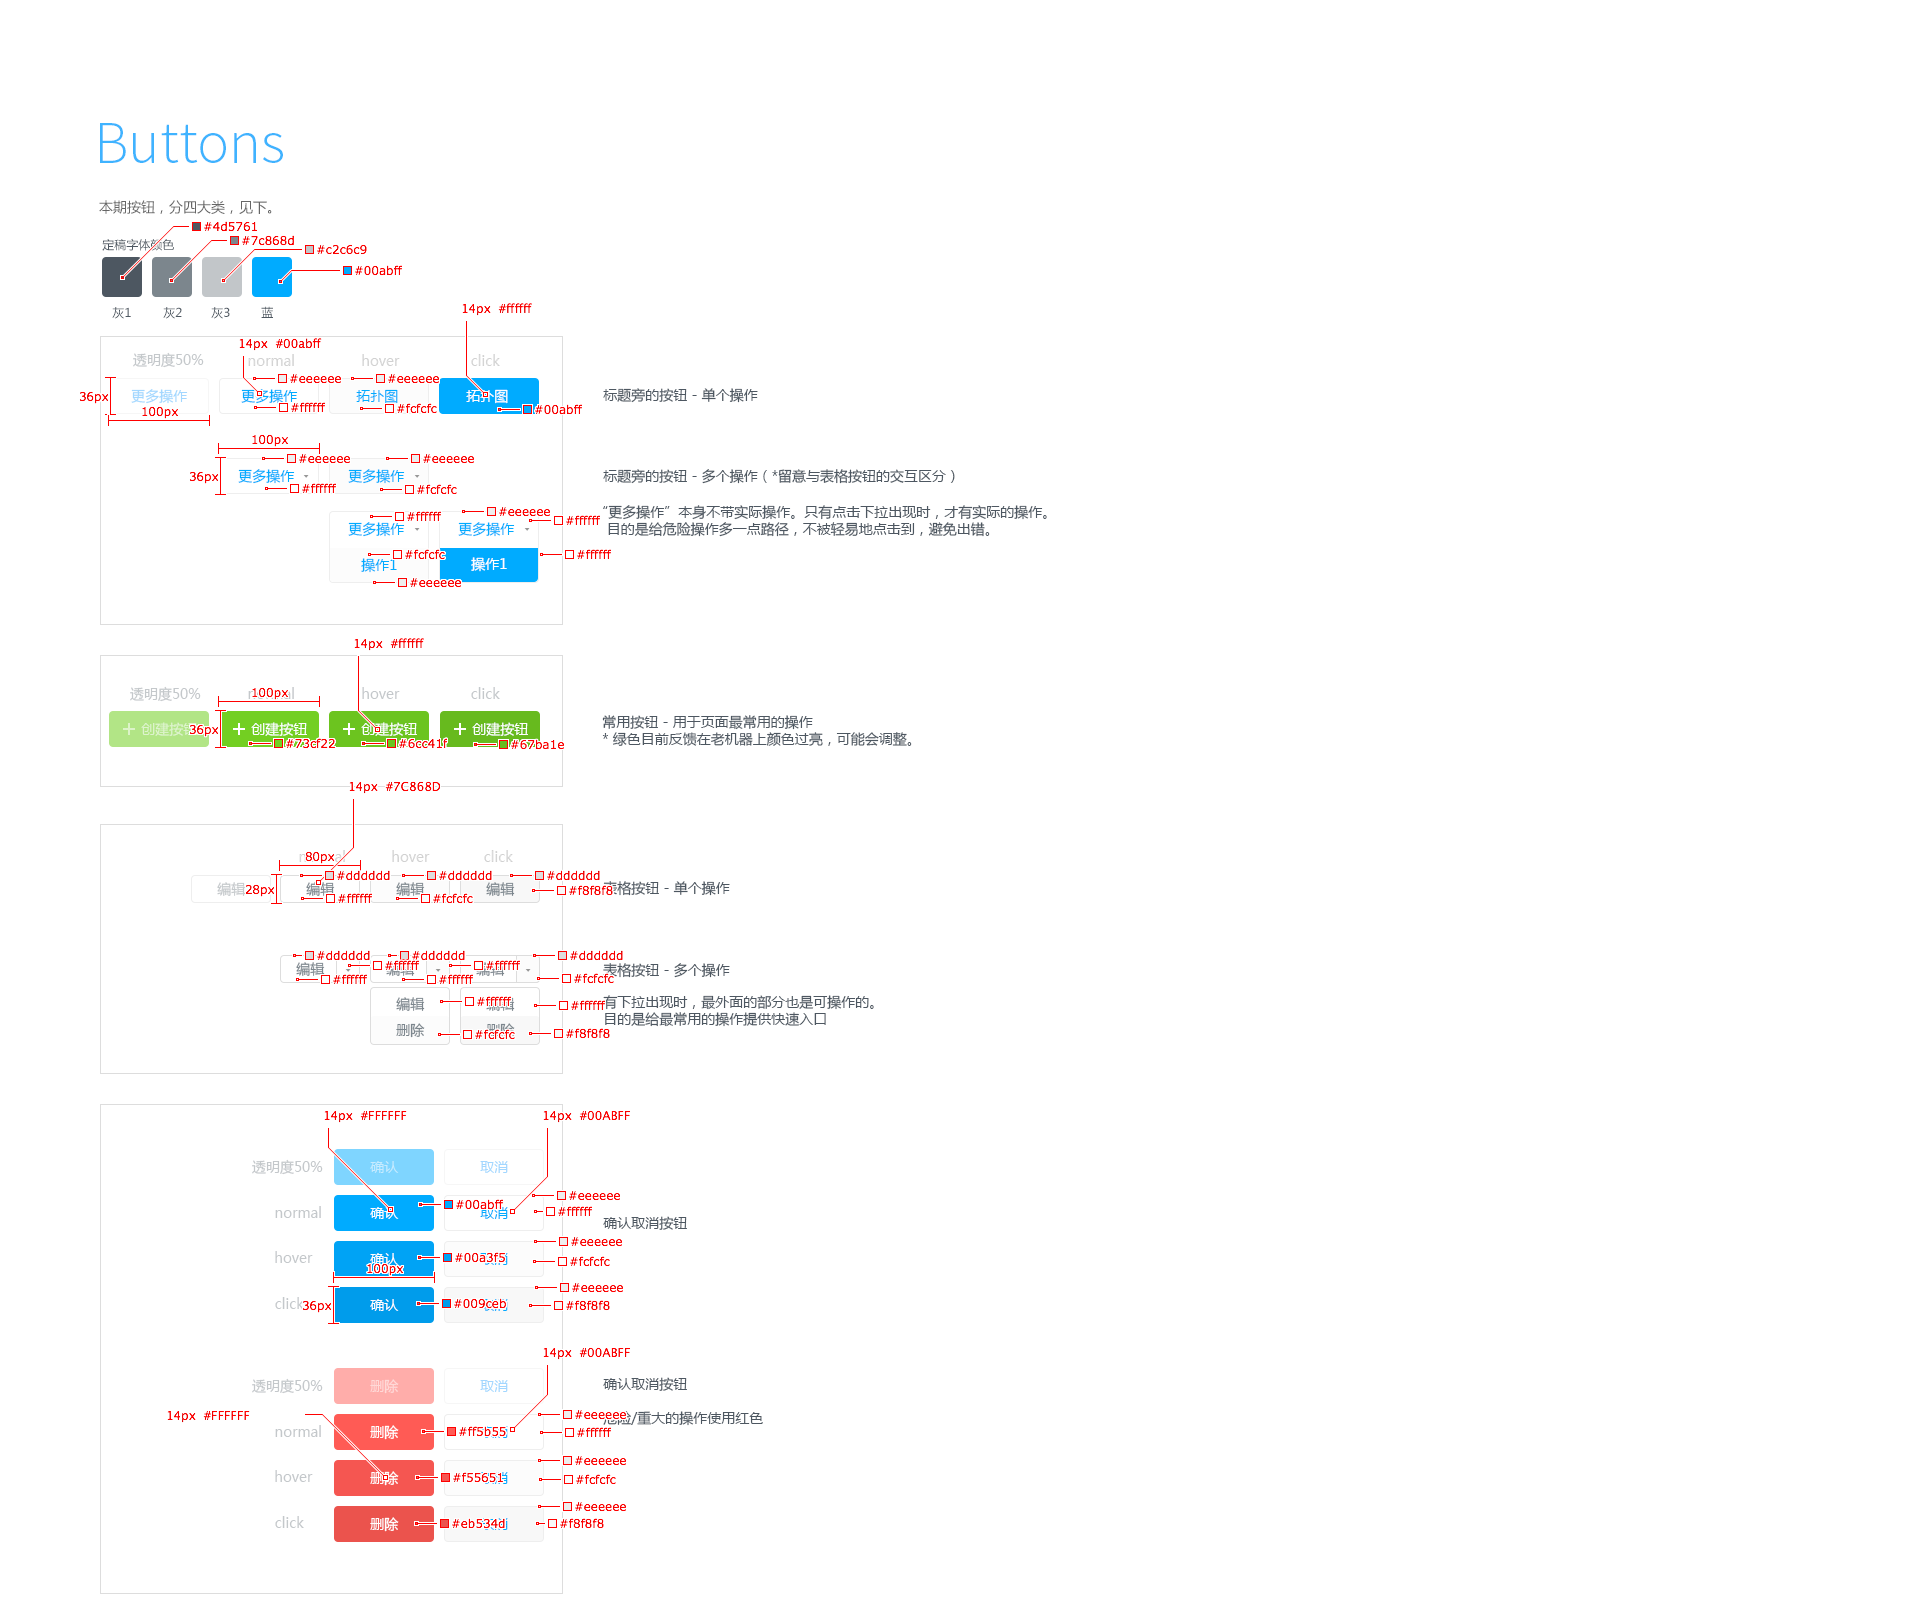 Buttons
本期按钮，分四大类，见下。
#4d5761
定稿字体颜色
#7c868d
#c2c6c9
#00abff
灰1 灰2 灰3 蓝
14px #ffffff
14px #00abff
透明度50% normal hover click
#eeeeee #eeeeee
36px 更多操作 更多操作 拓扑图 拓扑图
标题旁的按钮 - 单个操作
100px #ffffff #fcfcfc #00abff
100px
#eeeeee #eeeeee
36px 更多操作 更多操作
标题旁的按钮 - 多个操作（*留意与表格按钮的交互区分）
#ffffff #fcfcfc
#ffffff #eeeeee #ffffff
“更多操作”本身不带实际操作。只有点击下拉出现时，才有实际的操作。
更多操作 更多操作
目的是给危险操作多一点路径，不被轻易地点击到，避免出错。
#fcfcfc #ffffff
操作1 操作1
#eeeeee
14px #ffffff
透明度50% 100px hover click
36px 创建按钮 创建按钮 创建按钮 创建按钮
常用按钮 - 用于页面最常用的操作
#73cf22 #6cc41f #67ba1e
* 绿色目前反馈在老机器上颜色过亮，可能会调整。
14px #7C868D
normal hover click
80px
#dddddd #dddddd #dddddd
28px 编辑 编辑 编辑 编辑 #f8f8f8
表格按钮 - 单个操作
#ffffff #fcfcfc
#dddddd #dddddd #dddddd
编辑 #ffffff 编辑 #ffffff 编辑
表格按钮 - 多个操作
#ffffff #ffffff #fcfcfc
编辑 #ffffff 编辑 #ffffff
有下拉出现时，最外面的部分也是可操作的。
目的是给最常用的操作提供快速入口
删除 #fcfcfc 删除 #f8f8f8
14px #FFFFFF 14px #00ABFF
透明度50% 确认 取消
#eeeeee
#00abff
normal 确认 取消 #ffffff
确认取消按钮
#eeeeee
hover 确认 #00a3f5 取消 #fcfcfc
100px
#eeeeee
click 36px 确认 #009ceb 取消 #f8f8f8
14px #00ABFF
透明度50% 删除 取消
确认取消按钮
14px #FFFFFF #eeeeee
危险/重大的操作使用红色
normal 删除 #ff5b55 取消 #ffffff
#eeeeee
hover 删除 #f55651 取消 #fcfcfc
#eeeeee
click 删除 #eb534d 取消 #f8f8f8